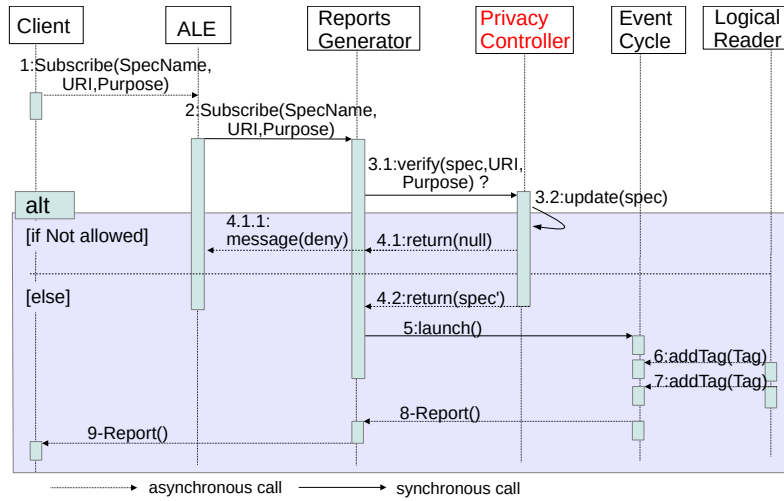 Client
ALE
Reports
Generator
Privacy
Controller
Event
Cycle
Logical
Reader
1:Subscribe(SpecName,
URI,Purpose)
2:Subscribe(SpecName,
URI,Purpose)
3.1:verify(spec,URI,
Purpose) ?
3.2:update(spec)
alt
[if Not allowed]
4.1.1:
message(deny)
4.1:return(null)
[else]
4.2:return(spec')
5:launch()
6:addTag(Tag)
7:addTag(Tag)
8-Report()
9-Report()
asynchronous call
synchronous call